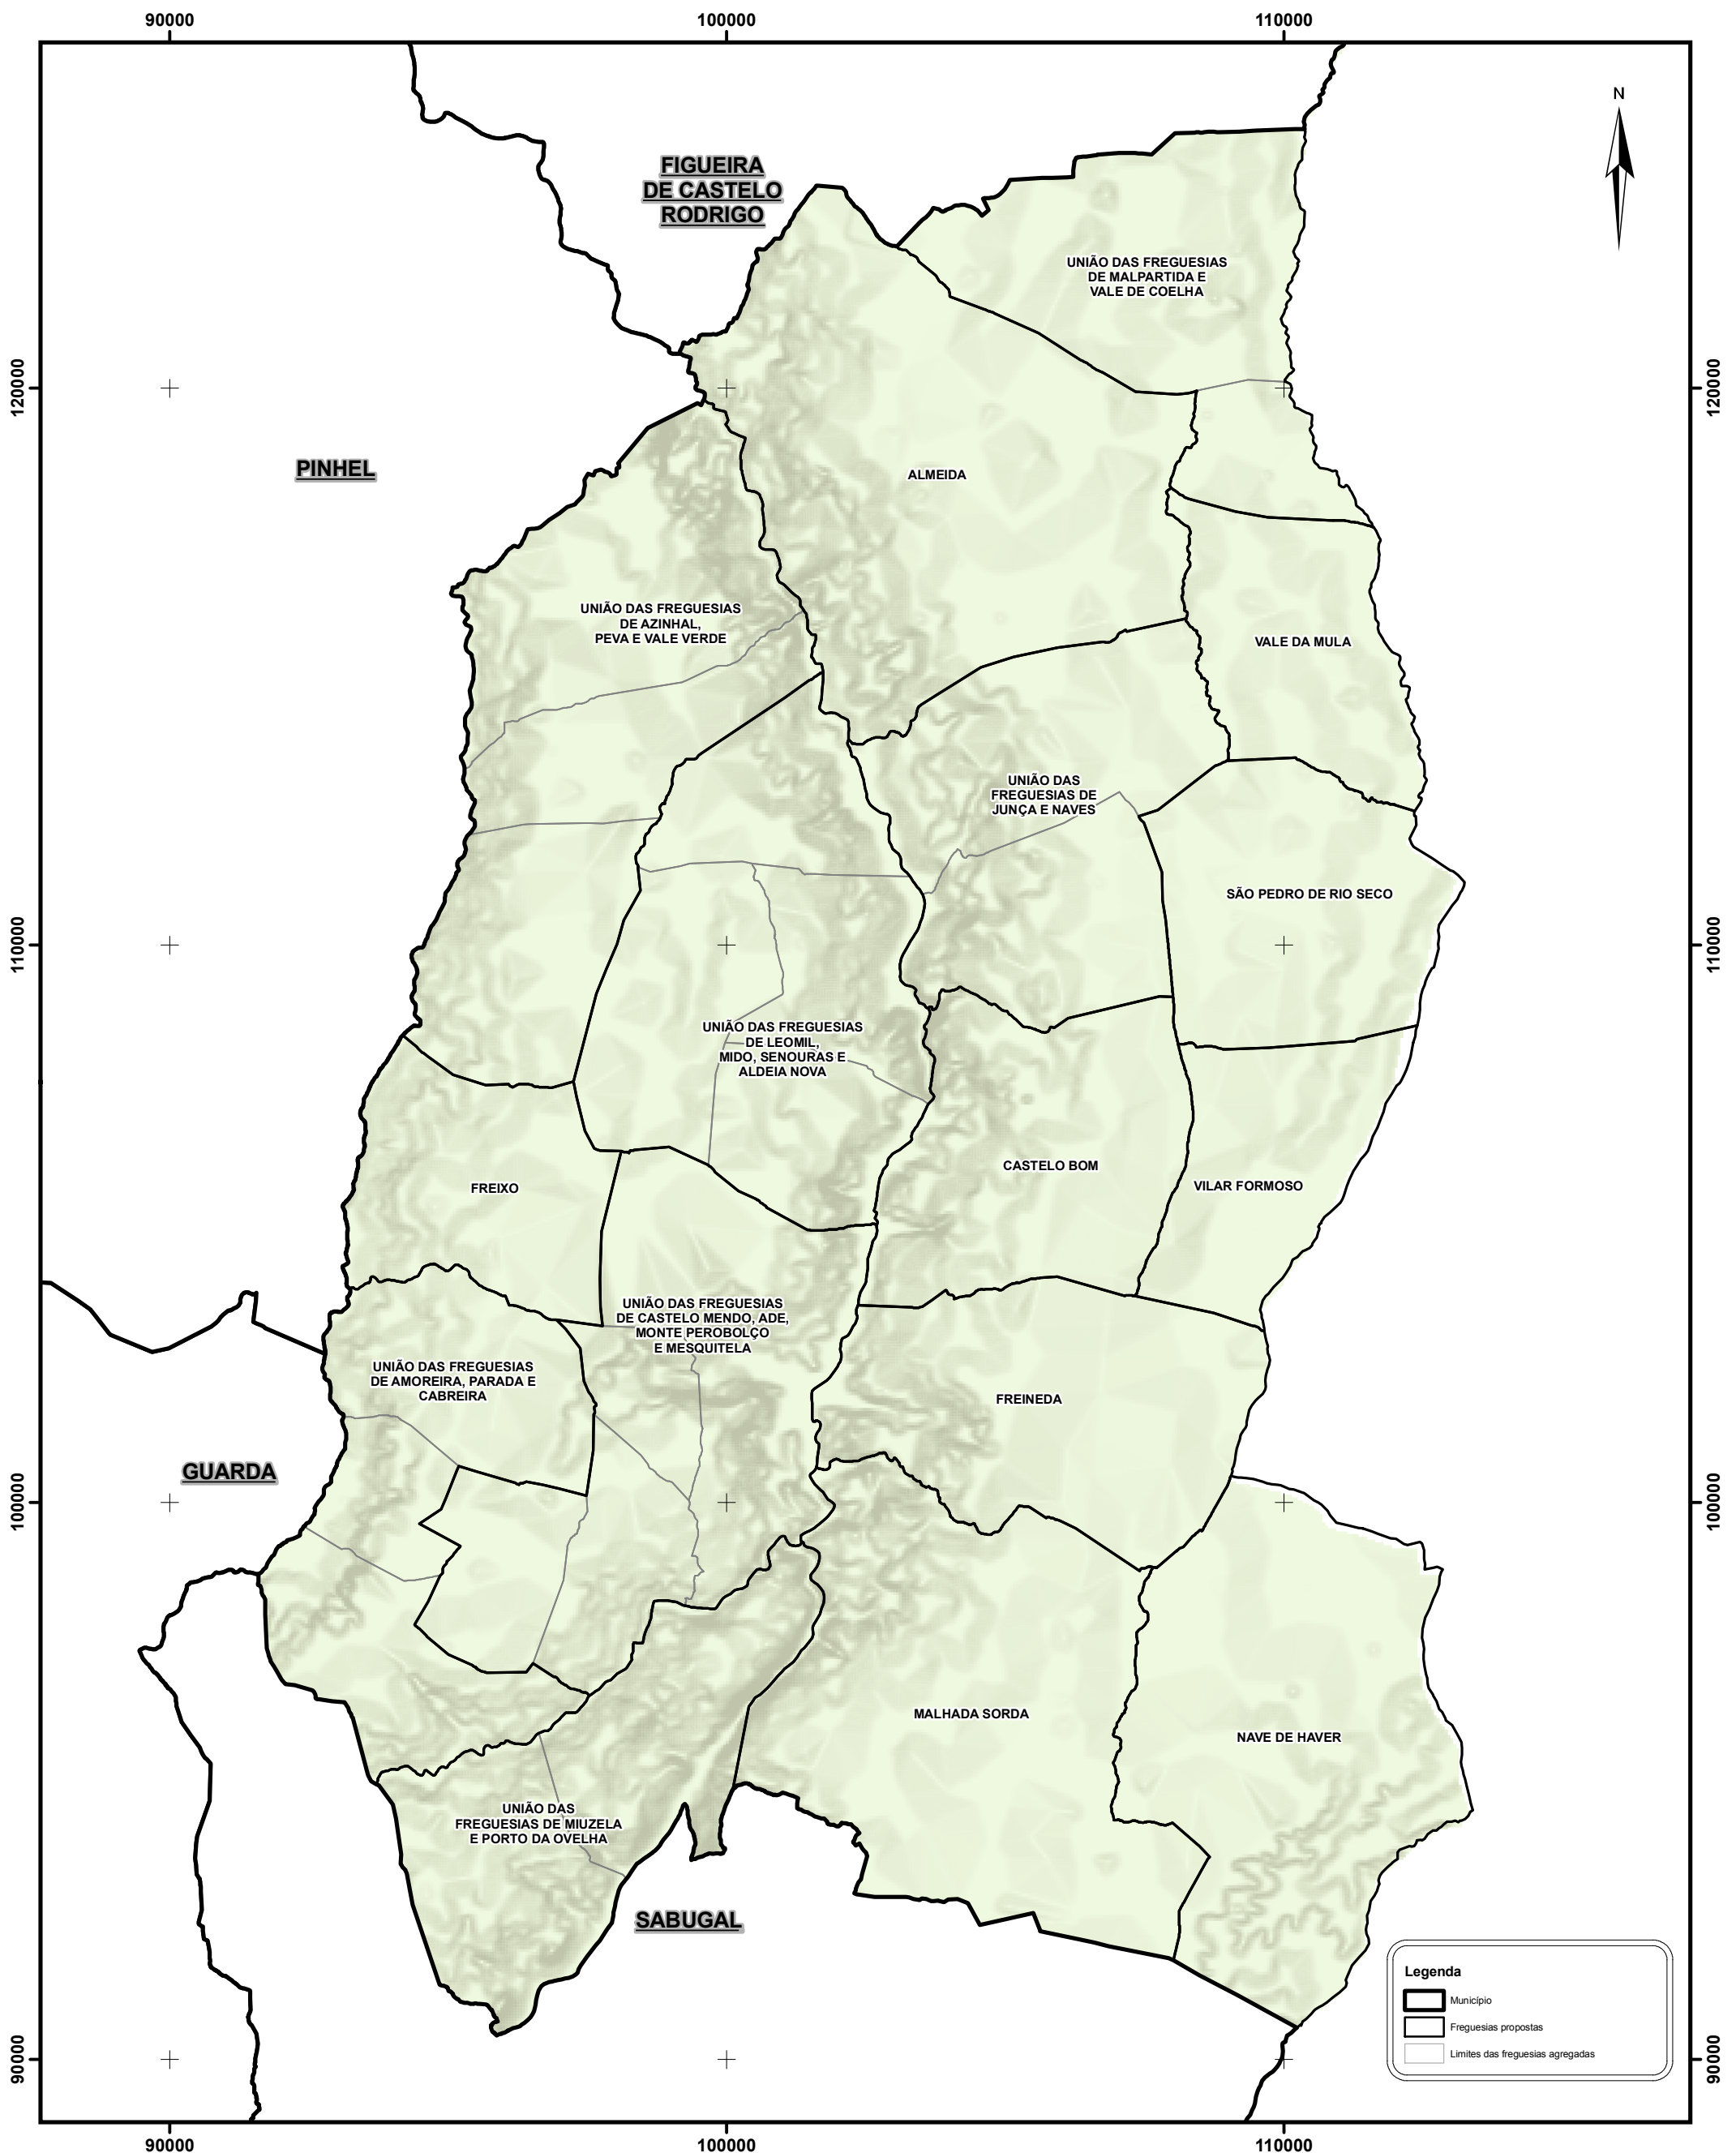 90000
100000
110000
N
FIGUEIRA
DE CASTELO
RODRIGO
UNIÃO DAS FREGUESIAS
DE MALPARTIDA E
VALE DE COELHA
120000
120000
PINHEL
ALMEIDA
UNIÃO DAS FREGUESIAS
DE AZINHAL,
PEVA E VALE VERDE
VALE DA MULA
UNIÃO DAS
FREGUESIAS DE
JUNÇA E NAVES
SÃO PEDRO DE RIO SECO
110000
110000
UNIÃO DAS FREGUESIAS
DE LEOMIL,
MIDO, SENOURAS E
ALDEIA NOVA
CASTELO BOM
FREIXO
VILAR FORMOSO
UNIÃO DAS FREGUESIAS
DE CASTELO MENDO, ADE,
MONTE PEROBOLÇO
E MESQUITELA
UNIÃO DAS FREGUESIAS
DE AMOREIRA, PARADA E
CABREIRA
FREINEDA
GUARDA
100000
100000
MALHADA SORDA
NAVE DE HAVER
UNIÃO DAS
FREGUESIAS DE MIUZELA
E PORTO DA OVELHA
SABUGAL
Legenda
Município
Freguesias propostas
Limites das freguesias agregadas
90000
90000
90000
100000
110000